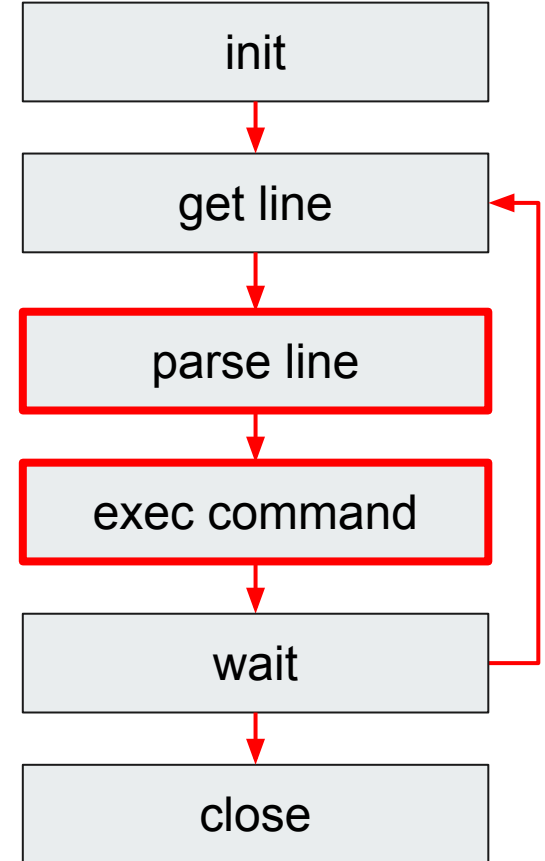 init
get line
parse line
exec command
wait
close